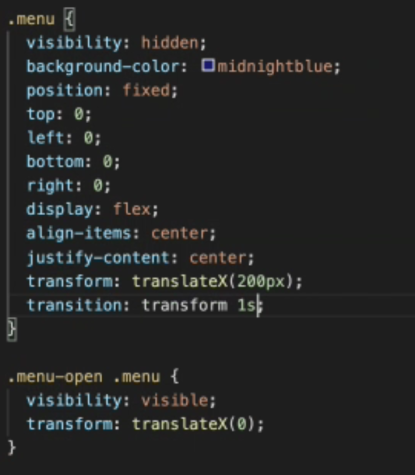 .menu {
visibility: hidden;
background-color: midnightblue;
position: fixed;
top: 0;
left: 0;
bottom: 0;
right: 0;
display: flex;
align-items: center;
justify-content: center;
transform: translateX(200px);
transition: transform 1s;
}
.menu-open .menu {
visibility: visible;
transform: translateX(0);
}